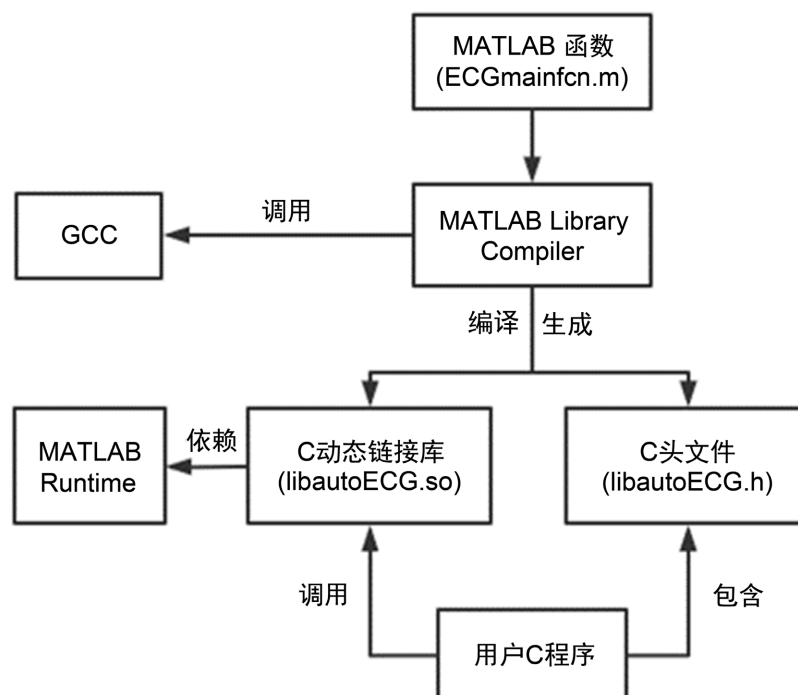 MATLAB 函数
(ECGmainfcn.m)
调用
GCC
MATLAB Library
Compiler
编译 生成
MATLAB
Runtime
依赖
C动态链接库
(libautoECG.so)
C头文件
(libautoECG.h)
调用
包含
用户C程序